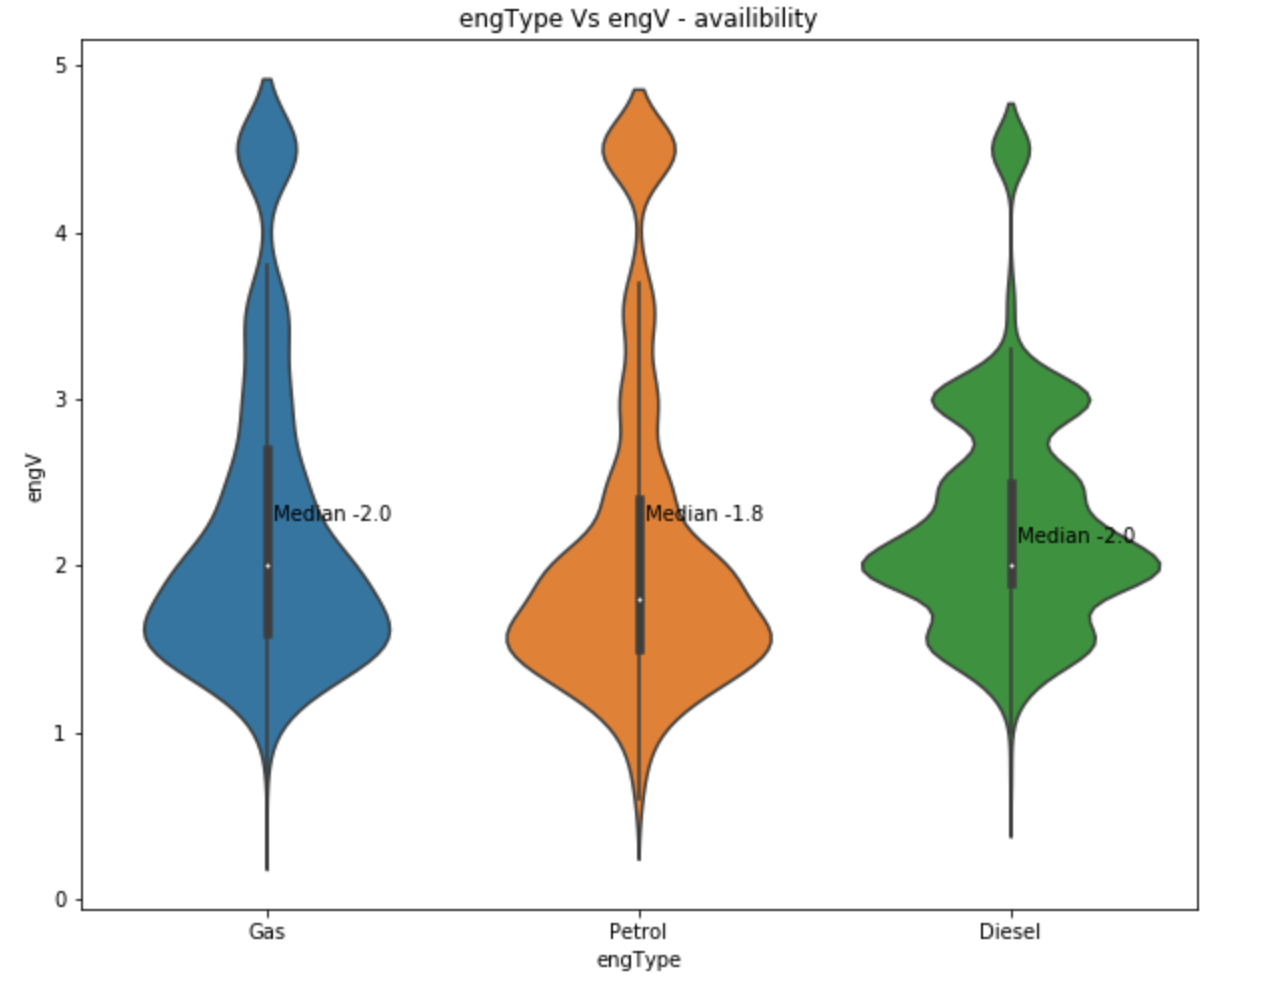 engType Vs engV - availibility
5
4
3
2
1
0
engV
Median -2.0
Median -1.8
Median -2.0
Gas
Petrol
Diesel
engType